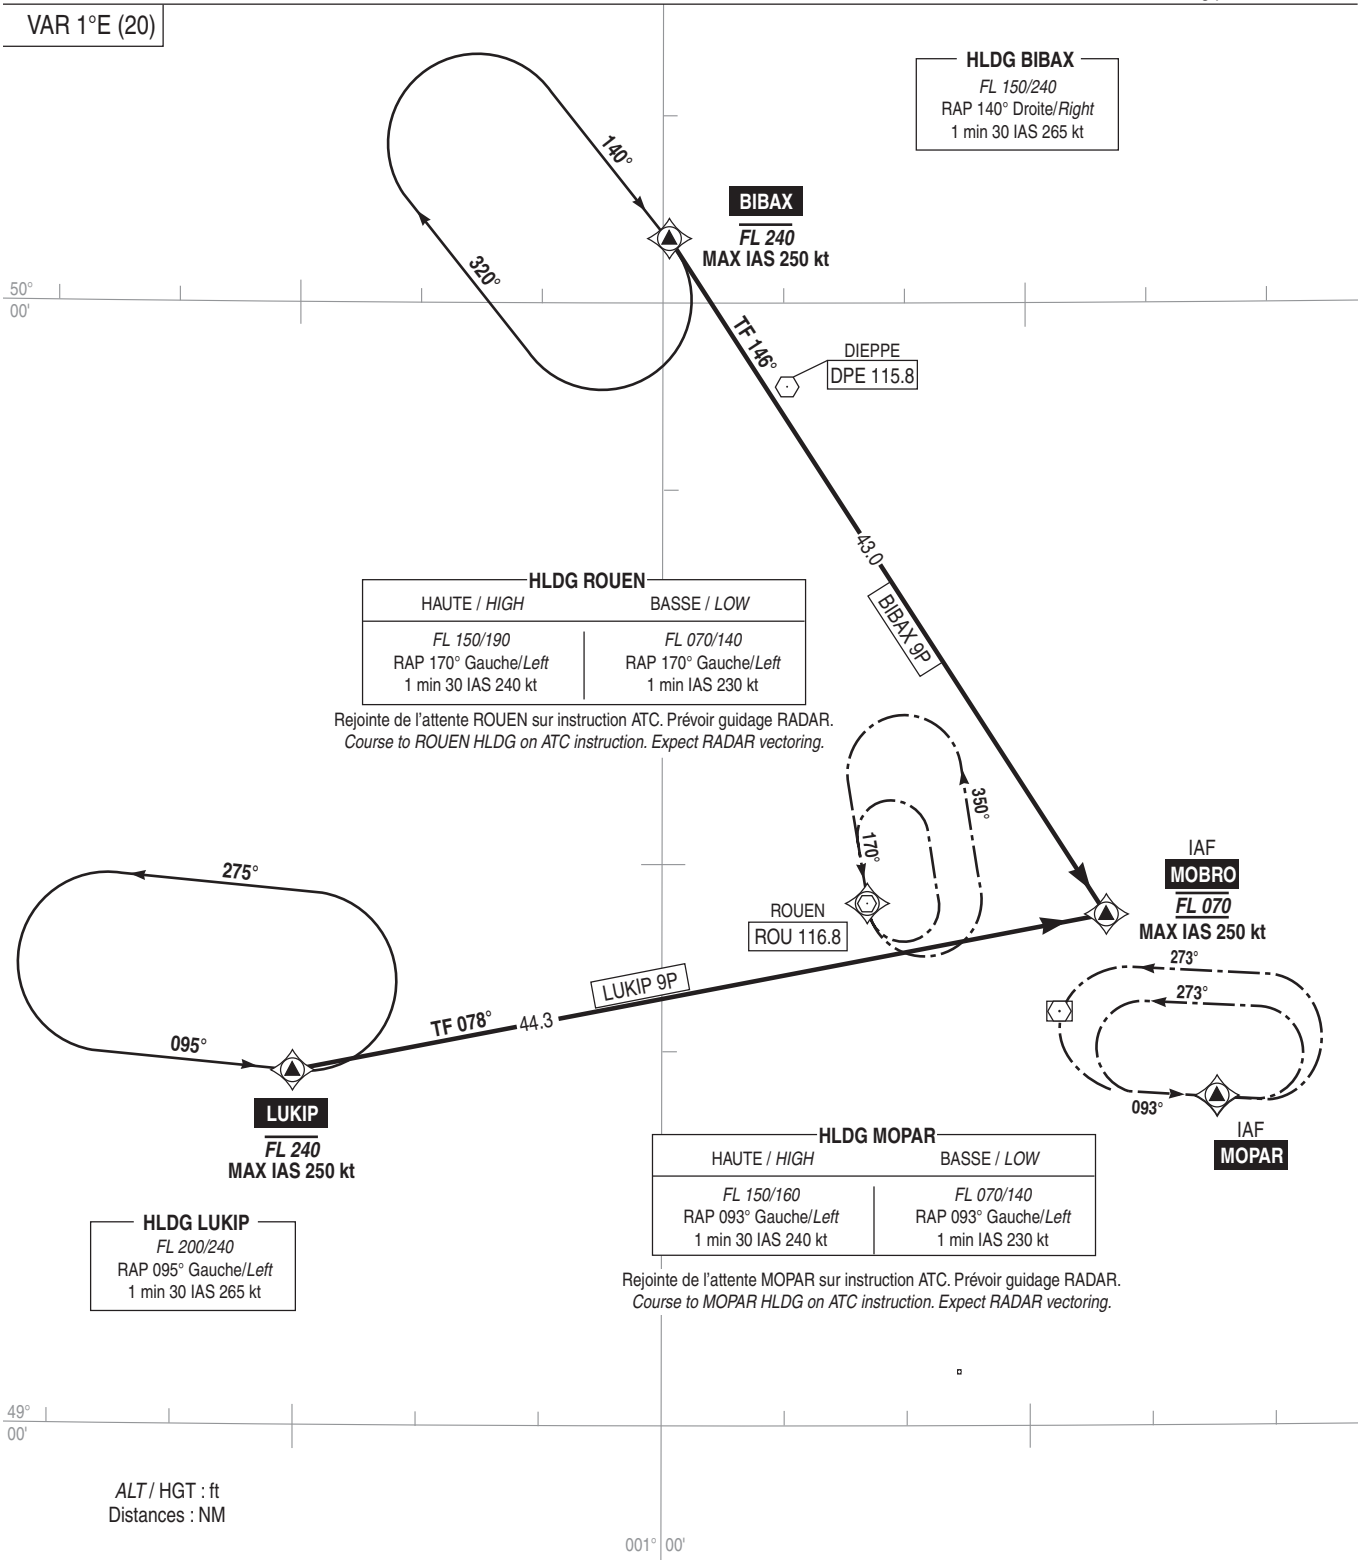 VAR 1°E (20)
HLDG BIBAX
FL 150/240
RAP 140° Droite/Right
1 min 30 IAS 265 kt
140°
320°
BIBAX
FL 240
MAX IAS 250 kt
50°
00'
TF 146°
DIEPPE
DPE 115.8
43.0
BIBAX 9P
HLDG ROUEN
HAUTE / HIGH
BASSE / LOW
FL 150/190
RAP 170° Gauche/Left
1 min 30 IAS 240 kt
FL 070/140
RAP 170° Gauche/Left
1 min IAS 230 kt
Rejointe de l'attente ROUEN sur instruction ATC. Prévoir guidage RADAR.
Course to ROUEN HLDG on ATC instruction. Expect RADAR vectoring.
350°
170°
ROUEN
ROU 116.8
IAF
MOBRO
FL 070
MAX IAS 250 kt
275°
095°
LUKIP 9P
TF 078°
44.3
LUKIP
FL 240
MAX IAS 250 kt
273°
273°
093°
IAF
MOPAR
HLDG LUKIP
FL 200/240
RAP 095° Gauche/Left
1 min 30 IAS 265 kt
HLDG MOPAR
HAUTE / HIGH
BASSE / LOW
FL 150/160
RAP 093° Gauche/Left
1 min 30 IAS 240 kt
FL 070/140
RAP 093° Gauche/Left
1 min IAS 230 kt
Rejointe de l'attente MOPAR sur instruction ATC. Prévoir guidage RADAR.
Course to MOPAR HLDG on ATC instruction. Expect RADAR vectoring.
49°
00'
ALT / HGT : ft
Distances : NM
001° 00'